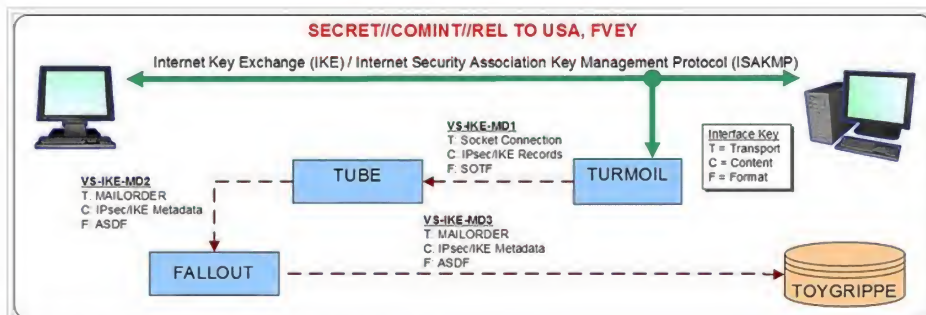 SECRET//COMINT//REL TO USA, FVEY
Internet Key Exchange (IKE) / Internet Security Association Key Management Protocol (ISAKMP)
VS-IKE-MD1
T: Socket Connection
C: IPsec/IKE Records
F: SOTF
Interface Key
T = Transport
C = Content
F = Format
TUBE
TURMOIL
VS-IKE-MD2
T: MAILORDER
C: IPsec/IKE Metadata
F: ASDF
VS-IKE-MD3
T: MAILORDER
C: IPsec/IKE Metadata
F: ASDF
FALLOUT
TOYGRIPPE